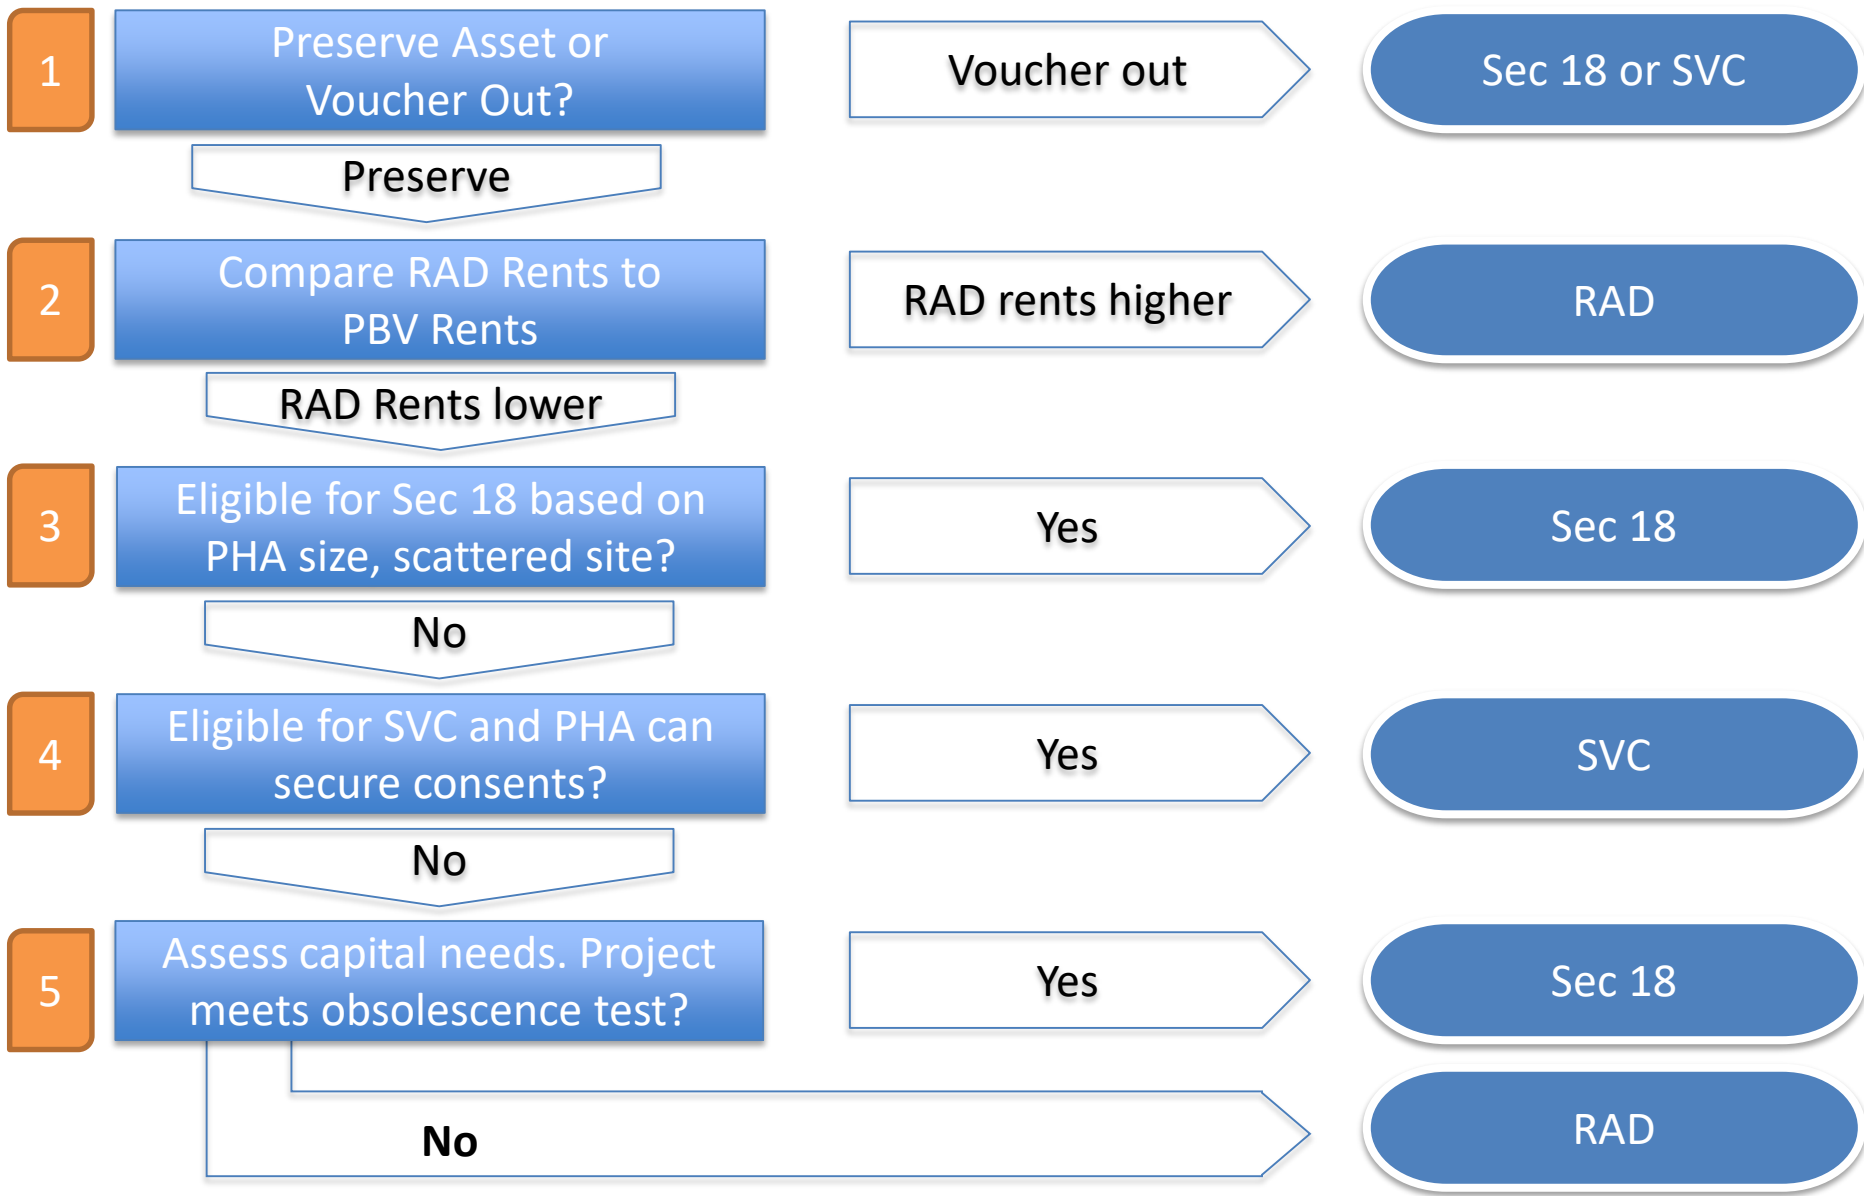 1
Preserve Asset or
Voucher Out?
Voucher out
Sec 18 or SVC
Preserve
2
Compare RAD Rents to
PBV Rents
RAD rents higher
RAD
RAD Rents lower
3
Eligible for Sec 18 based on
PHA size, scattered site?
Yes
Sec 18
No
4
Eligible for SVC and PHA can
secure consents?
Yes
SVC
No
5
Assess capital needs. Project
meets obsolescence test?
Yes
Sec 18
No
RAD